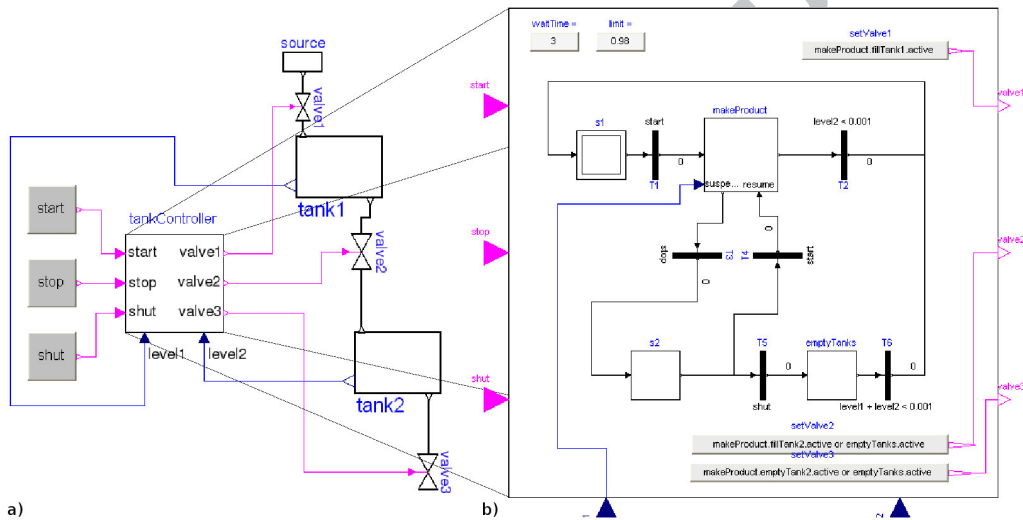 source
valve1
tank1
start
stop
shut
tankController
start
stop
shut
valve1
valve2
valve3
level1
level2
valve2
tank2
valve3
a)
waitTime =
3
limit =
0.98
setValve1
makeProduct.fillTank1.active
start
valve1
s1
start
0
T1
makeProduct
suspe...
resume
level2 < 0.001
0
T2
stop
valve2
stop
T3
0
0
T4
start
s2
T5
0
shut
emptyTanks
T6
0
level1 + level2 < 0.001
shut
valve3
setValve2
makeProduct.fillTank2.active or emptyTanks.active
setValve3
makeProduct.emptyTank2.active or emptyTanks.active
b)
1
2